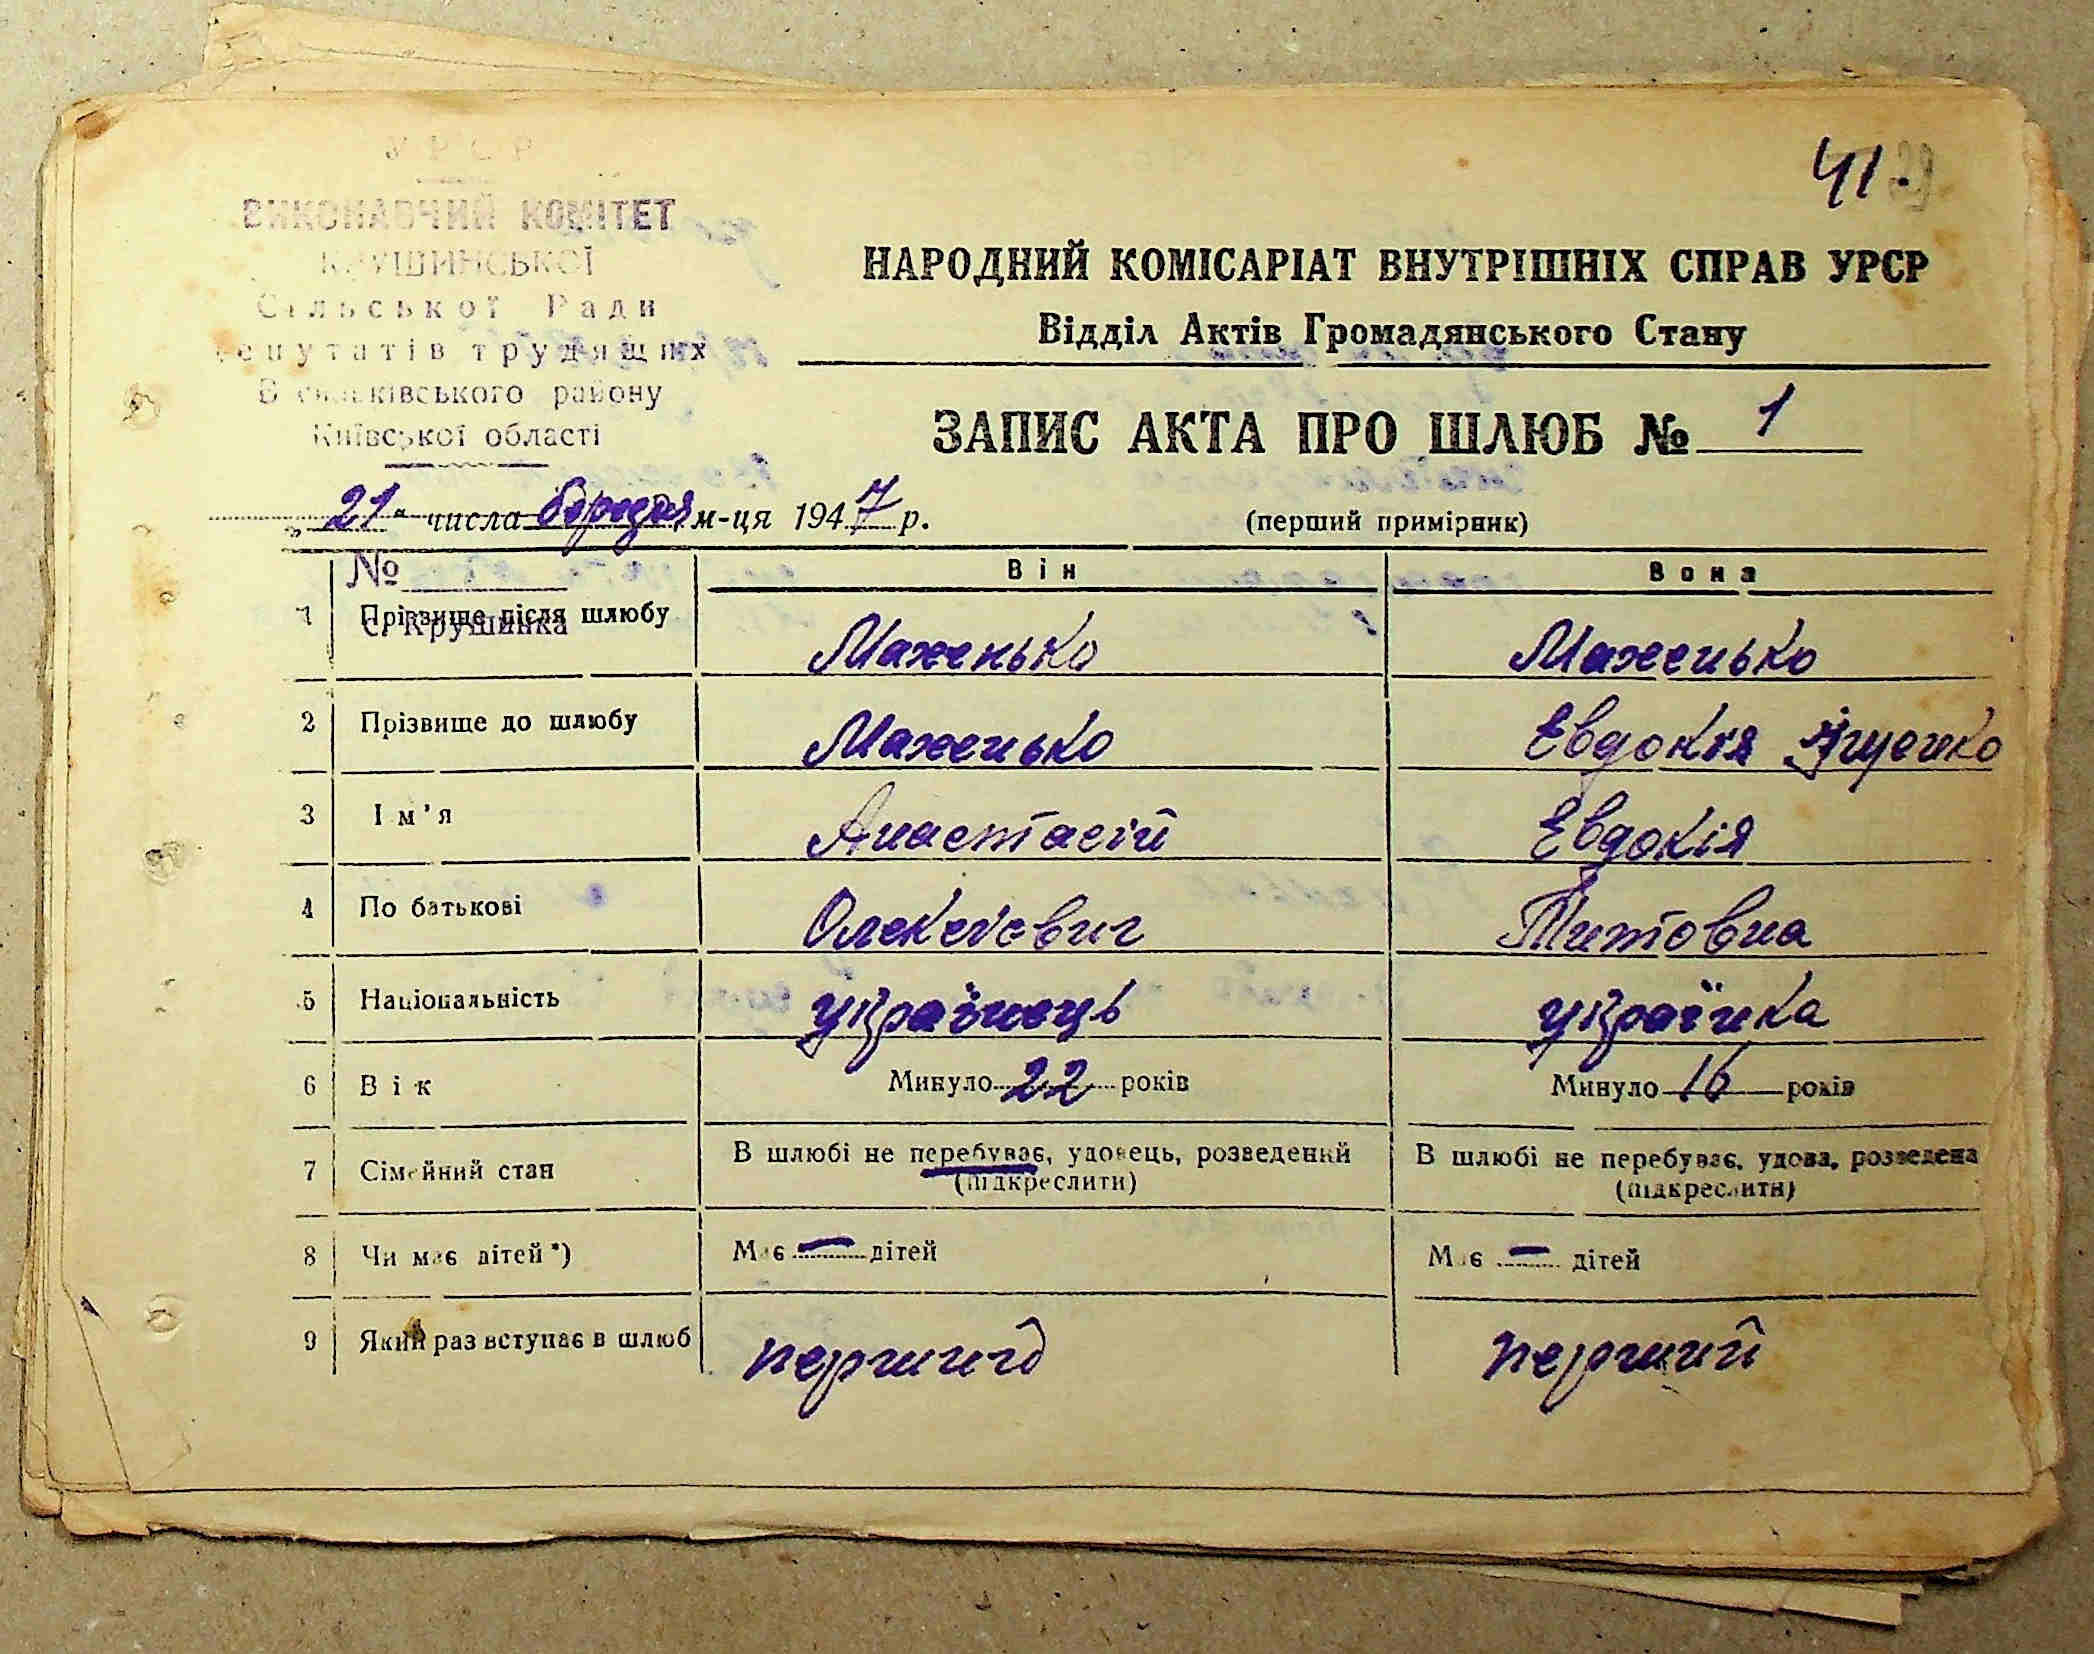 УРСР
ВИКОНАВЧИЙ КОМІТЕТ
КРУШИНСЬКОЇ
Сільської Ради
депутатів трудящих
Васильківського району
Київської області
41.
НАРОДНИЙ КОМІСАРІАТ ВНУТРІШНІХ СПРАВ УРСР
Відділ Актів Громадянського Стану
ЗАПИС АКТА ПРО ШЛЮБ № 1
„21“ числа м-ця 1947 р.
(перший примірник)
№
с. Крушинка
Він Вона
1 Прізвище після шлюбу Маженько Маженько
2 Прізвище до шлюбу Маженько Евдокія
3 Ім'я Анастасій Евдокія
4 По батькові Олексієвич Титовна
5 Національність українець українка
6 Вік Минуло 22 років Минуло 16 років
7 Сімейний стан В шлюбі не перебуває, удовець, розведений В шлюбі не перебуває, удова, розведена
(підкреслити) (підкреслити)
8 Чи має дітей*) Має — дітей Має — дітей
9 Який раз вступає в шлюб перший перший